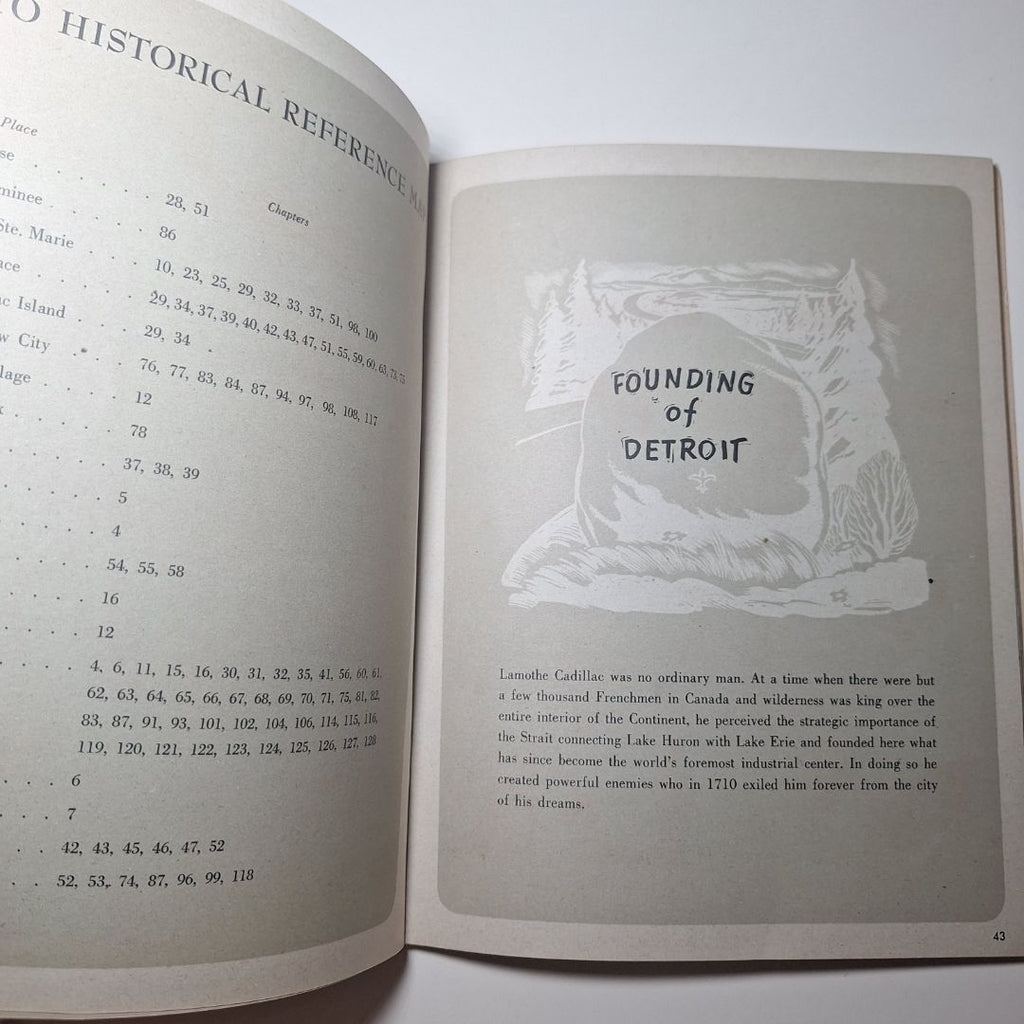 TO HISTORICAL REFERENCE MAP
Place
Chapters
se . . . . . 28, 51
minee . . . . . 86
Ste. Marie . . . 10, 23, 25, 29, 32, 33, 37, 51, 98, 100
ace . . . . . 29, 34, 37, 39, 40, 42, 43, 47, 51, 55, 59, 60, 63, 73, 75
ac Island . . . 29, 34
w City . . . . 76, 77, 83, 84, 87, 94, 97, 98, 108, 117
lage . . . . 12
78
37, 38, 39
5
4
54, 55, 58
16
12
4, 6, 11, 15, 16, 30, 31, 32, 35, 41, 56, 60, 61,
62, 63, 64, 65, 66, 67, 68, 69, 70, 71, 75, 81, 82,
83, 87, 91, 93, 101, 102, 104, 106, 114, 115, 116,
119, 120, 121, 122, 123, 124, 125, 126, 127, 128
6
7
42, 43, 45, 46, 47, 52
52, 53, 74, 87, 96, 99, 118
FOUNDING
of
DETROIT
Lamothe Cadillac was no ordinary man. At a time when there were but
a few thousand Frenchmen in Canada and wilderness was king over the
entire interior of the Continent, he perceived the strategic importance of
the Strait connecting Lake Huron with Lake Erie and founded here what
has since become the world's foremost industrial center. In doing so he
created powerful enemies who in 1710 exiled him forever from the city
of his dreams.
43